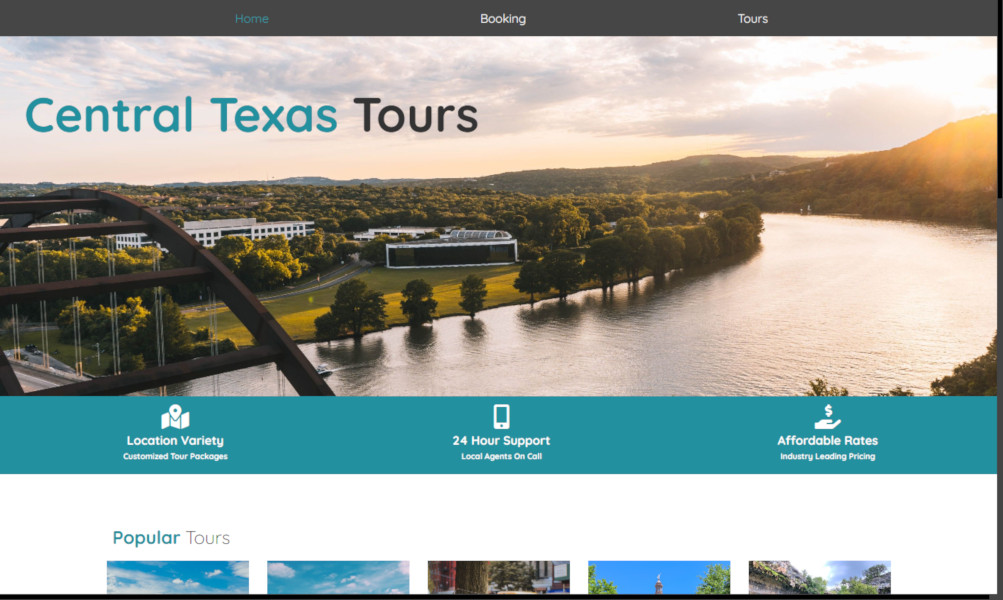 Home Booking Tours
Central Texas Tours
Location Variety
Customized Tour Packages
24 Hour Support
Local Agents On Call
Affordable Rates
Industry Leading Pricing
Popular Tours